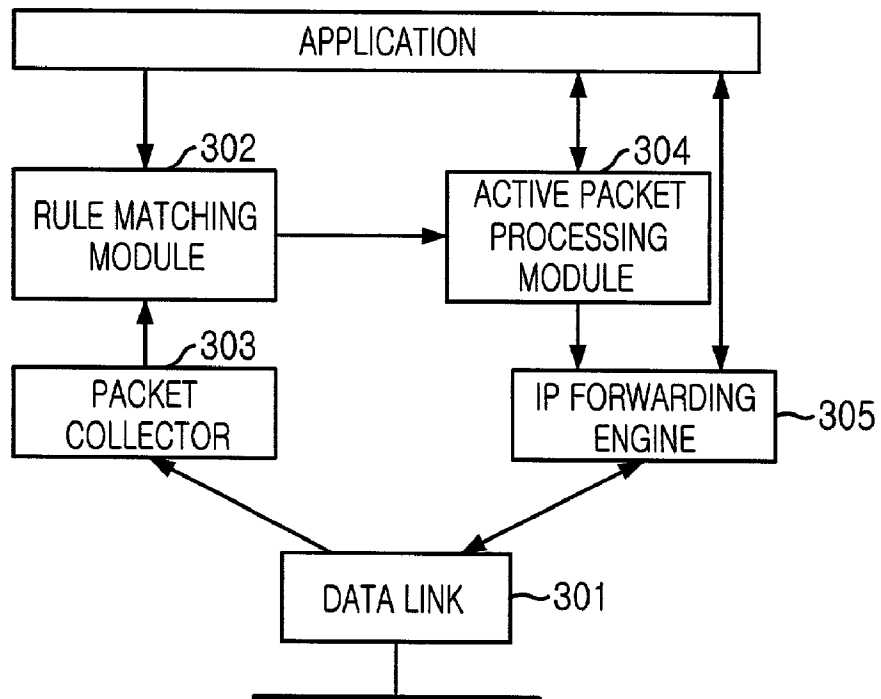 APPLICATION
302
RULE MATCHING
MODULE
304
ACTIVE PACKET
PROCESSING
MODULE
303
PACKET
COLLECTOR
IP FORWARDING
ENGINE
305
DATA LINK
301